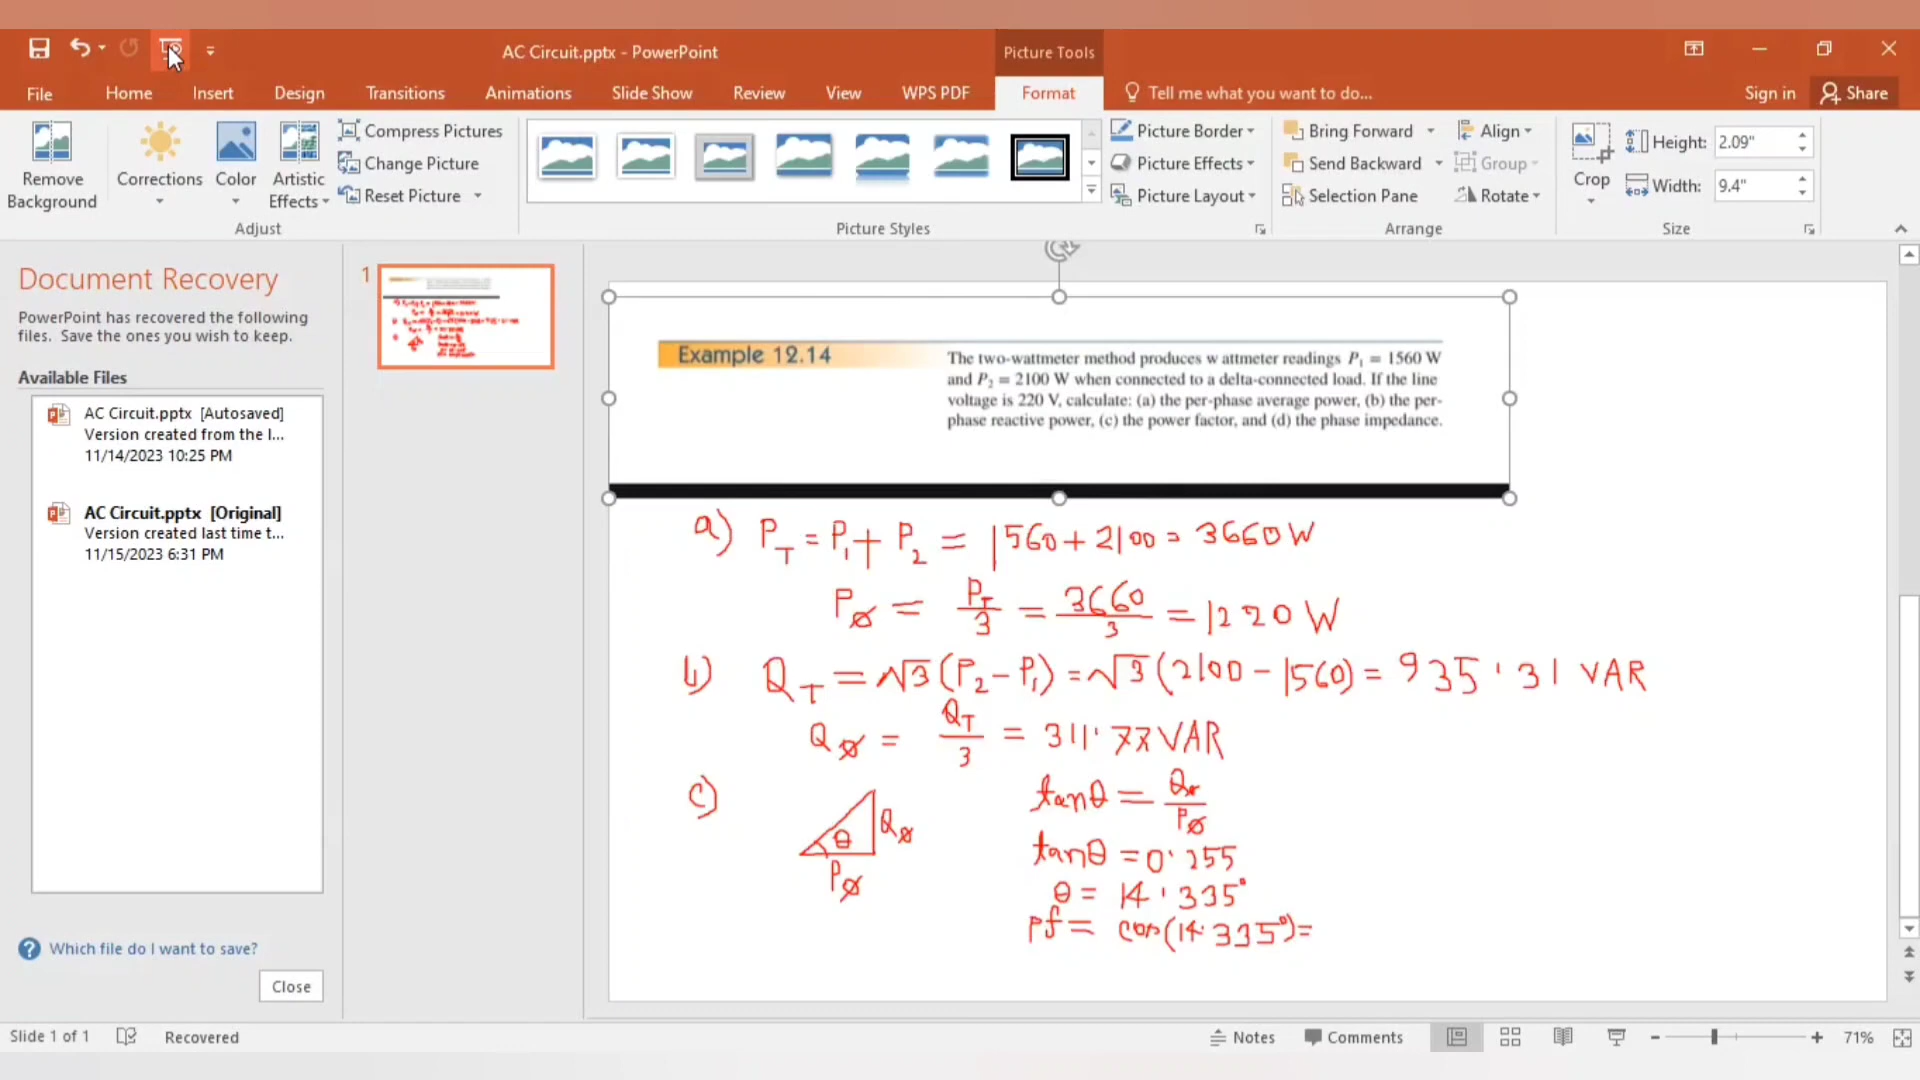 AC Circuit.pptx - PowerPoint
Picture Tools
File Home Insert Design Transitions Animations Slide Show Review View WPS PDF Format Tell me what you want to do... Sign in Share
Remove Background
Corrections
Color
Artistic Effects
Compress Pictures
Change Picture
Reset Picture
Adjust
Picture Styles
Picture Border
Picture Effects
Picture Layout
Bring Forward
Send Backward
Selection Pane
Align
Group
Rotate
Arrange
Crop
Height: 2.09"
Width: 9.4"
Size
Document Recovery
PowerPoint has recovered the following
files. Save the ones you wish to keep.
Available Files
AC Circuit.pptx [Autosaved]
Version created from the l...
11/14/2023 10:25 PM
AC Circuit.pptx [Original]
Version created last time t...
11/15/2023 6:31 PM
Which file do I want to save?
Close
1
Example 12.14
The two-wattmeter method produces w attmeter readings P₁ = 1560 W
and P₂ = 2100 W when connected to a delta-connected load. If the line
voltage is 220 V, calculate: (a) the per-phase average power, (b) the per-
phase reactive power, (c) the power factor, and (d) the phase impedance.
a) P_T = P₁ + P₂ = 1560 + 2100 = 3660 W
PØ = P_T/3 = 3660/3 = 1220 W
b) Q_T = √3 (P₂ - P₁) = √3 (2100 - 1560) = 935.31 VAR
QØ = Q_T/3 = 311.77 VAR
c)
θ
QØ
PØ
tanθ = QØ/PØ
tanθ = 0.255
θ = 14.335°
pf = cos(14.335°) =
Slide 1 of 1 Recovered Notes Comments 71%